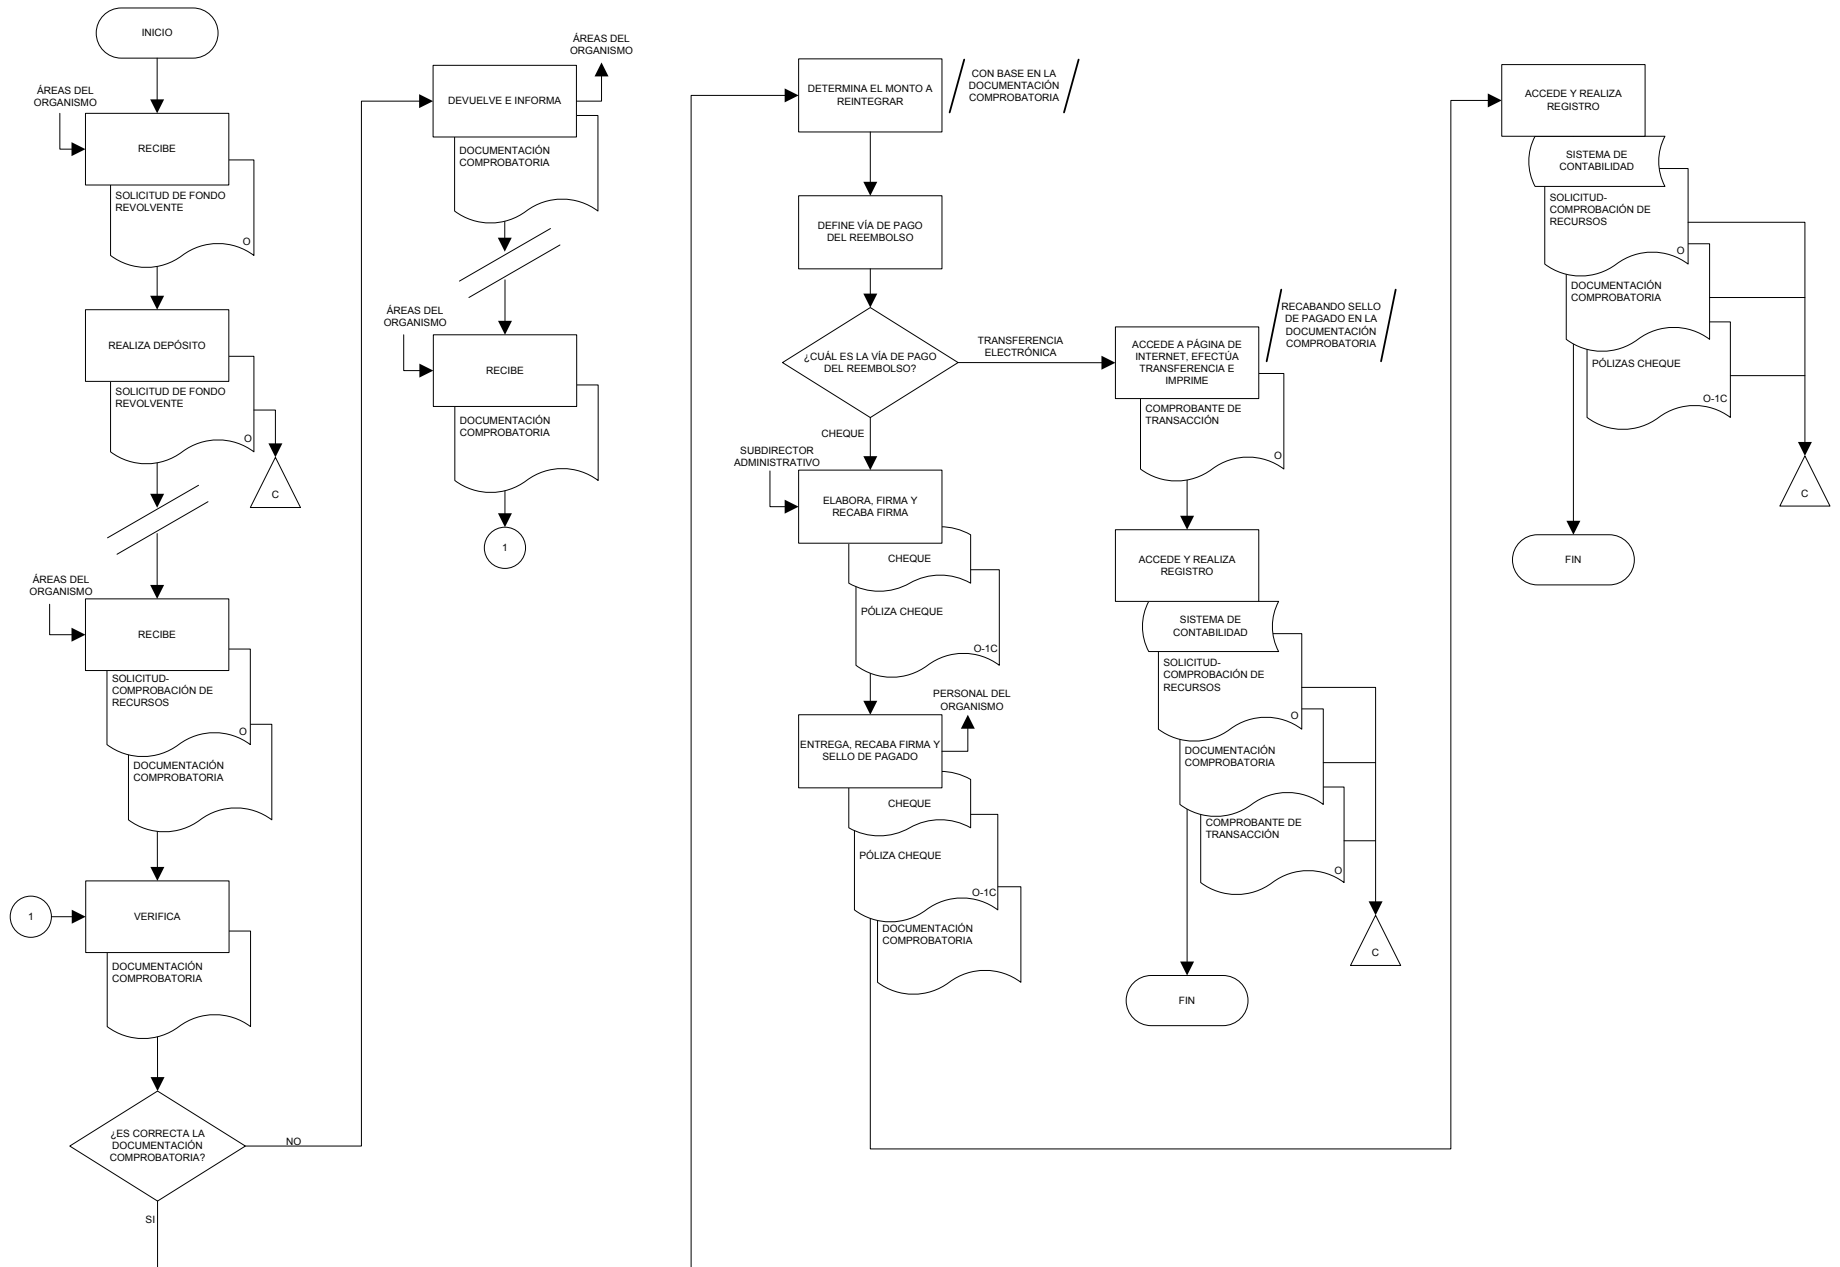 INICIO
ÁREAS DEL
ORGANISMO
RECIBE
SOLICITUD DE FONDO
REVOLVENTE
O
REALIZA DEPÓSITO
SOLICITUD DE FONDO
REVOLVENTE
O
C
ÁREAS DEL
ORGANISMO
RECIBE
SOLICITUD-
COMPROBACIÓN DE
RECURSOS
O
DOCUMENTACIÓN
COMPROBATORIA
1
VERIFICA
DOCUMENTACIÓN
COMPROBATORIA
¿ES CORRECTA LA
DOCUMENTACIÓN
COMPROBATORIA?
NO
SI
ÁREAS DEL
ORGANISMO
DEVUELVE E INFORMA
DOCUMENTACIÓN
COMPROBATORIA
ÁREAS DEL
ORGANISMO
RECIBE
DOCUMENTACIÓN
COMPROBATORIA
1
DETERMINA EL MONTO A
REINTEGRAR
CON BASE EN LA
DOCUMENTACIÓN
COMPROBATORIA
DEFINE VÍA DE PAGO
DEL REEMBOLSO
¿CUÁL ES LA VÍA DE PAGO
DEL REEMBOLSO?
TRANSFERENCIA
ELECTRÓNICA
CHEQUE
SUBDIRECTOR
ADMINISTRATIVO
ELABORA, FIRMA Y
RECABA FIRMA
CHEQUE
PÓLIZA CHEQUE
O-1C
PERSONAL DEL
ORGANISMO
ENTREGA, RECABA FIRMA Y
SELLO DE PAGADO
CHEQUE
PÓLIZA CHEQUE
O-1C
DOCUMENTACIÓN
COMPROBATORIA
RECABANDO SELLO
DE PAGADO EN LA
DOCUMENTACIÓN
COMPROBATORIA
ACCEDE A PÁGINA DE
INTERNET, EFECTÚA
TRANSFERENCIA E
IMPRIME
COMPROBANTE DE
TRANSACCIÓN
O
ACCEDE Y REALIZA
REGISTRO
SISTEMA DE
CONTABILIDAD
SOLICITUD-
COMPROBACIÓN DE
RECURSOS
O
DOCUMENTACIÓN
COMPROBATORIA
COMPROBANTE DE
TRANSACCIÓN
O
C
FIN
ACCEDE Y REALIZA
REGISTRO
SISTEMA DE
CONTABILIDAD
SOLICITUD-
COMPROBACIÓN DE
RECURSOS
O
DOCUMENTACIÓN
COMPROBATORIA
PÓLIZAS CHEQUE
O-1C
C
FIN